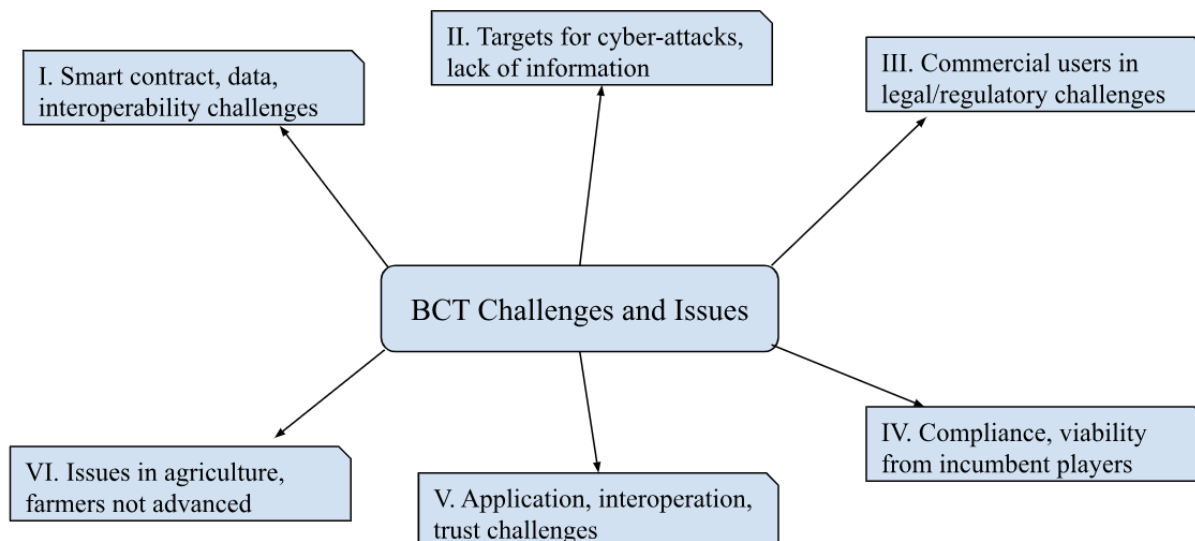 I. Smart contract, data,
interoperability challenges
II. Targets for cyber-attacks,
lack of information
III. Commercial users in
legal/regulatory challenges
BCT Challenges and Issues
VI. Issues in agriculture,
farmers not advanced
V. Application, interoperation,
trust challenges
IV. Compliance, viability
from incumbent players